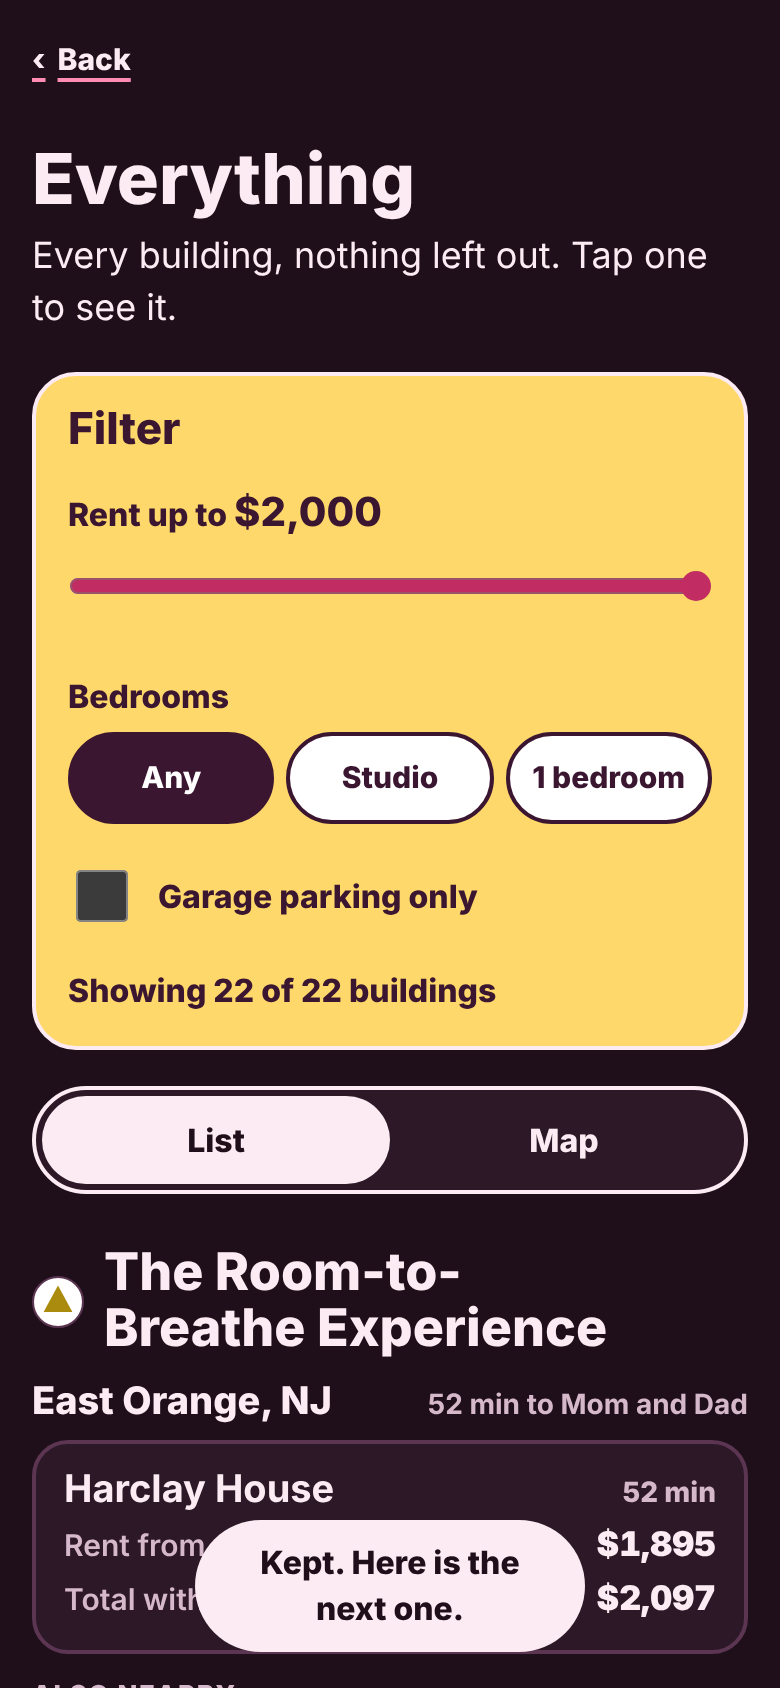 ‹ Back
Everything
Every building, nothing left out. Tap one
to see it.
Filter
Rent up to $2,000
Bedrooms
Any
Studio
1 bedroom
Garage parking only
Showing 22 of 22 buildings
List
Map
The Room-to-
Breathe Experience
East Orange, NJ
52 min to Mom and Dad
Harclay House
52 min
Rent from
$1,895
Total with
$2,097
Kept. Here is the
next one.
ALSO NEARBY